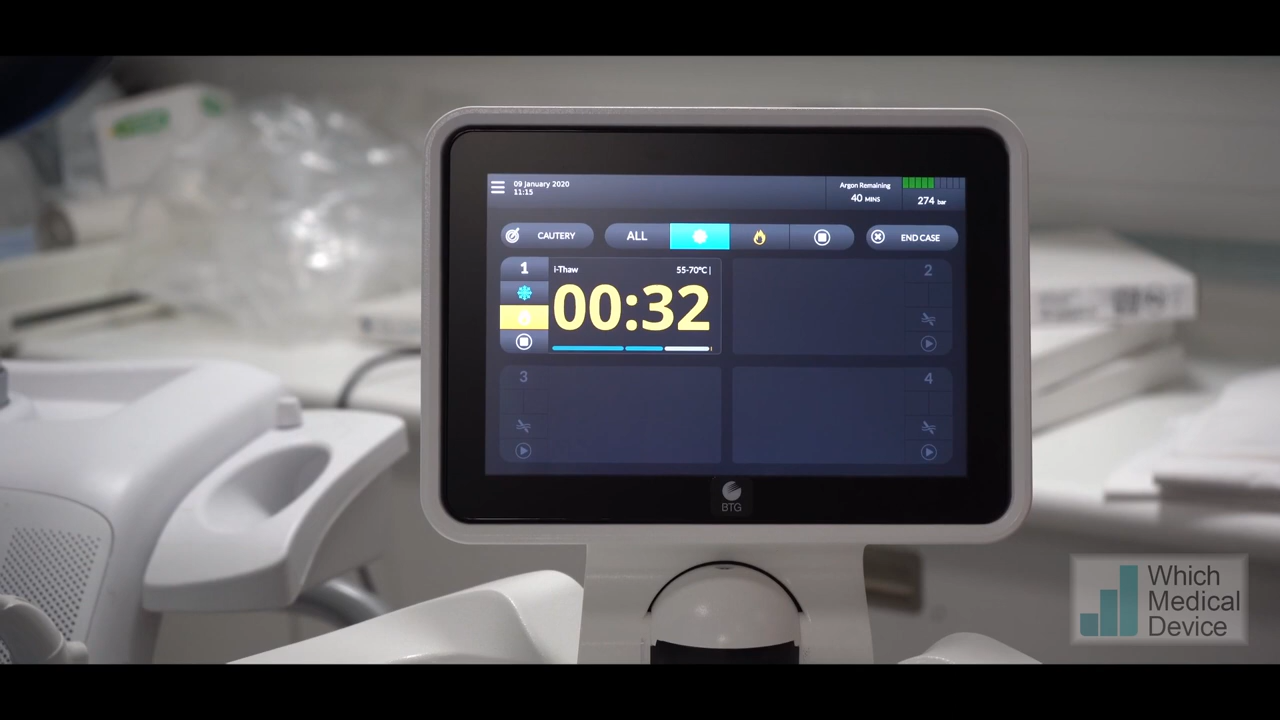 09 January 2020
11:15
Argon Remaining
40 MINS
274 bar
CAUTERY
ALL
END CASE
1
i-Thaw
55-70°C |
00:32
2
3
4
BTG
Which
Medical
Device